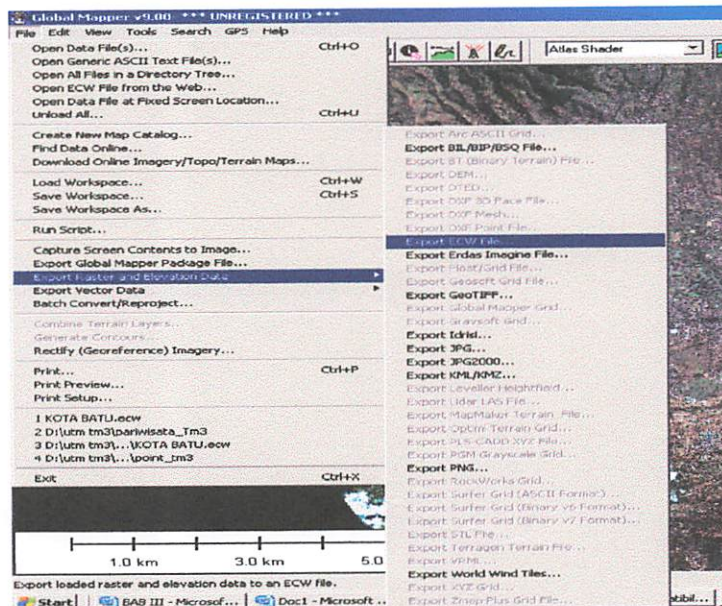 Global Mapper v9.00 *** UNREGISTERED ***
File Edit View Tools Search GPS Help
Atlas Shader
Open Data File(s)... Ctrl+O
Open Generic ASCII Text File(s)...
Open All Files in a Directory Tree...
Open ECW File from the Web...
Open Data File at Fixed Screen Location...
Unload All... Ctrl+U
Create New Map Catalog...
Find Data Online...
Download Online Imagery/Topo/Terrain Maps...
Load Workspace... Ctrl+W
Save Workspace... Ctrl+S
Save Workspace As...
Run Script...
Capture Screen Contents to Image...
Export Global Mapper Package File...
Export Raster and Elevation Data
Export Vector Data
Batch Convert/Reproject...
Combine Terrain Layers...
Generate Contours...
Rectify (Georeference) Imagery...
Print... Ctrl+P
Print Preview...
Print Setup...
1 KOTA BATU.ecw
2 D:\utm tm3\pariwisata_Tm3
3 D:\utm tm3\...\KOTA BATU.ecw
4 D:\utm tm3\...\point_tm3
Exit Ctrl+X
Export Arc ASCII Grid...
Export BIL/BIP/BSQ File...
Export BT (Binary Terrain) File...
Export DEM...
Export DTED...
Export DXF 3D Face File...
Export DXF Mesh...
Export DXF Point File...
Export ECW File...
Export Erdas Imagine File...
Export Float/Grid File...
Export Geosoft Grid File...
Export GeoTIFF...
Export Global Mapper Grid...
Export Gravsoft Grid...
Export Idrisi...
Export JPG...
Export JPG2000...
Export KML/KMZ...
Export Leveller Heightfield...
Export Lidar LAS File...
Export MapMaker Terrain File...
Export Optimi Terrain Grid...
Export PLS-CADD XYZ File...
Export PGM Grayscale Grid...
Export PNG...
Export RockWorks Grid...
Export Surfer Grid (ASCII Format)...
Export Surfer Grid (Binary v6 Format)...
Export Surfer Grid (Binary v7 Format)...
Export STL File...
Export Terragen Terrain File...
Export VRML...
Export World Wind Tiles...
Export XYZ Grid...
Export Zmap Plus Grid File...
1.0 km 3.0 km 5.0
Export loaded raster and elevation data to an ECW file.
Start BAB III - Microsof... Doc1 - Microsoft ... atibil...